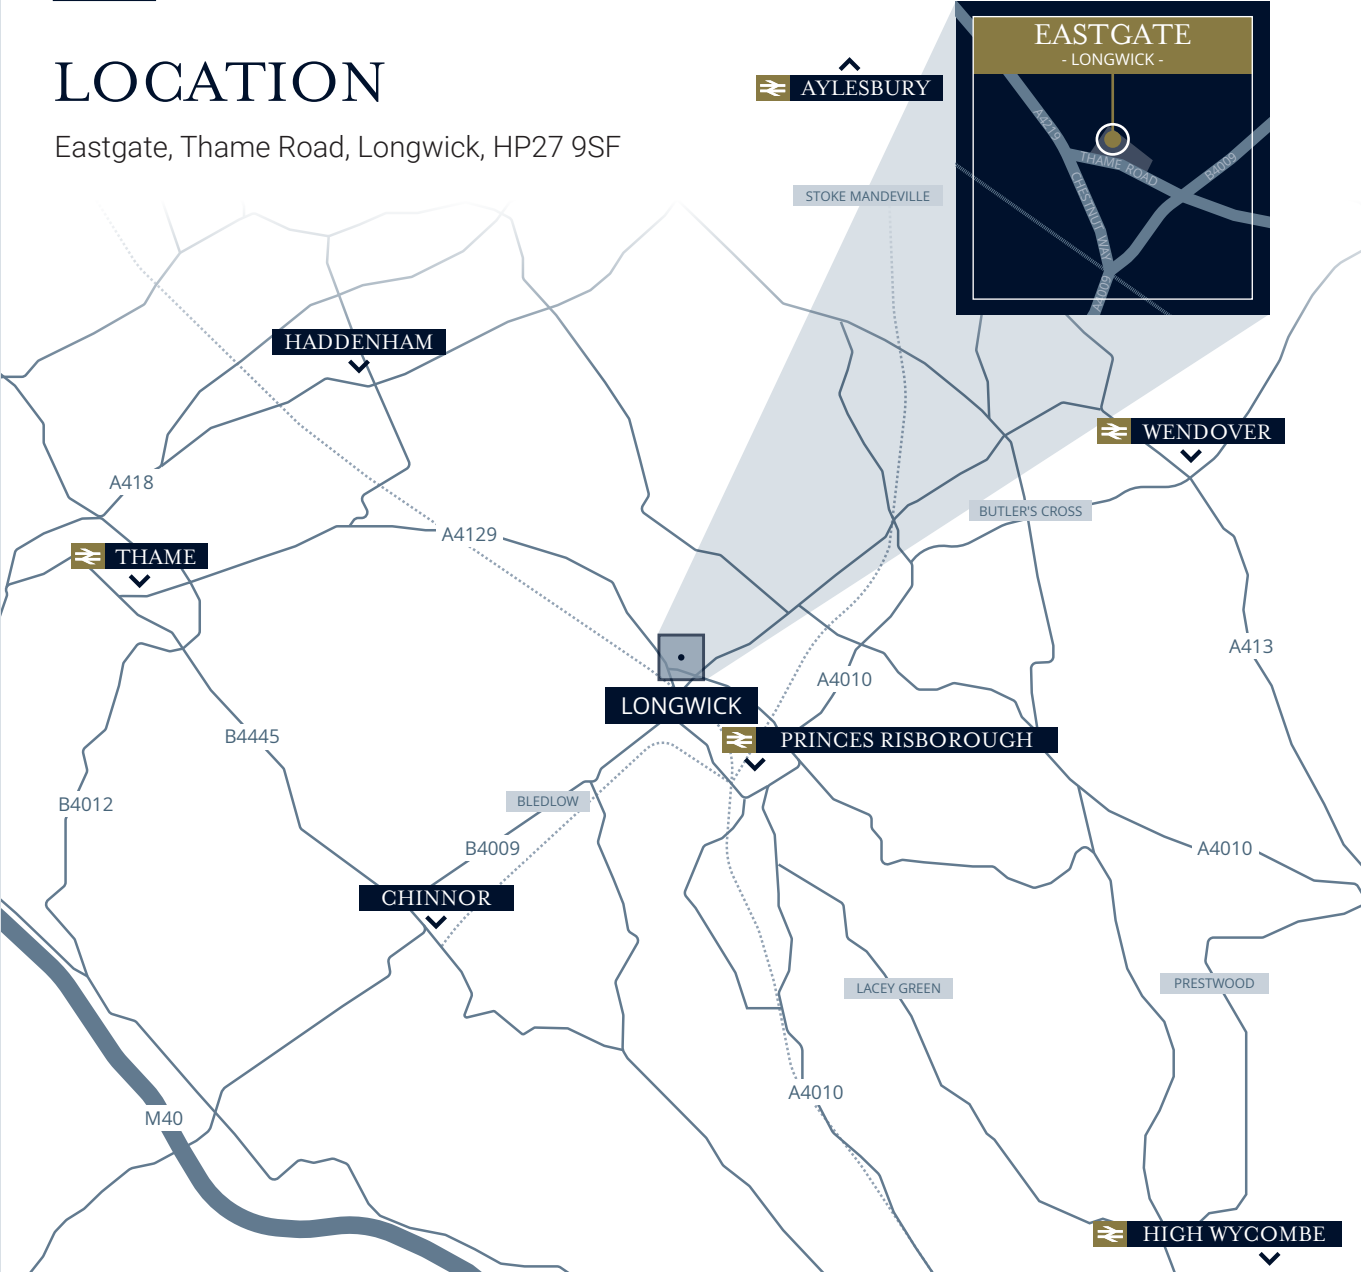 LOCATION
Eastgate, Thame Road, Longwick, HP27 9SF
EASTGATE
- LONGWICK -
A4219
THAME ROAD
B4009
CHESTNUT WAY
A4009
AYLESBURY
STOKE MANDEVILLE
HADDENHAM
WENDOVER
A418
BUTLER'S CROSS
A4129
THAME
A413
A4010
LONGWICK
B4445
PRINCES RISBOROUGH
B4012
BLEDLOW
B4009
A4010
CHINNOR
LACEY GREEN
PRESTWOOD
A4010
M40
HIGH WYCOMBE